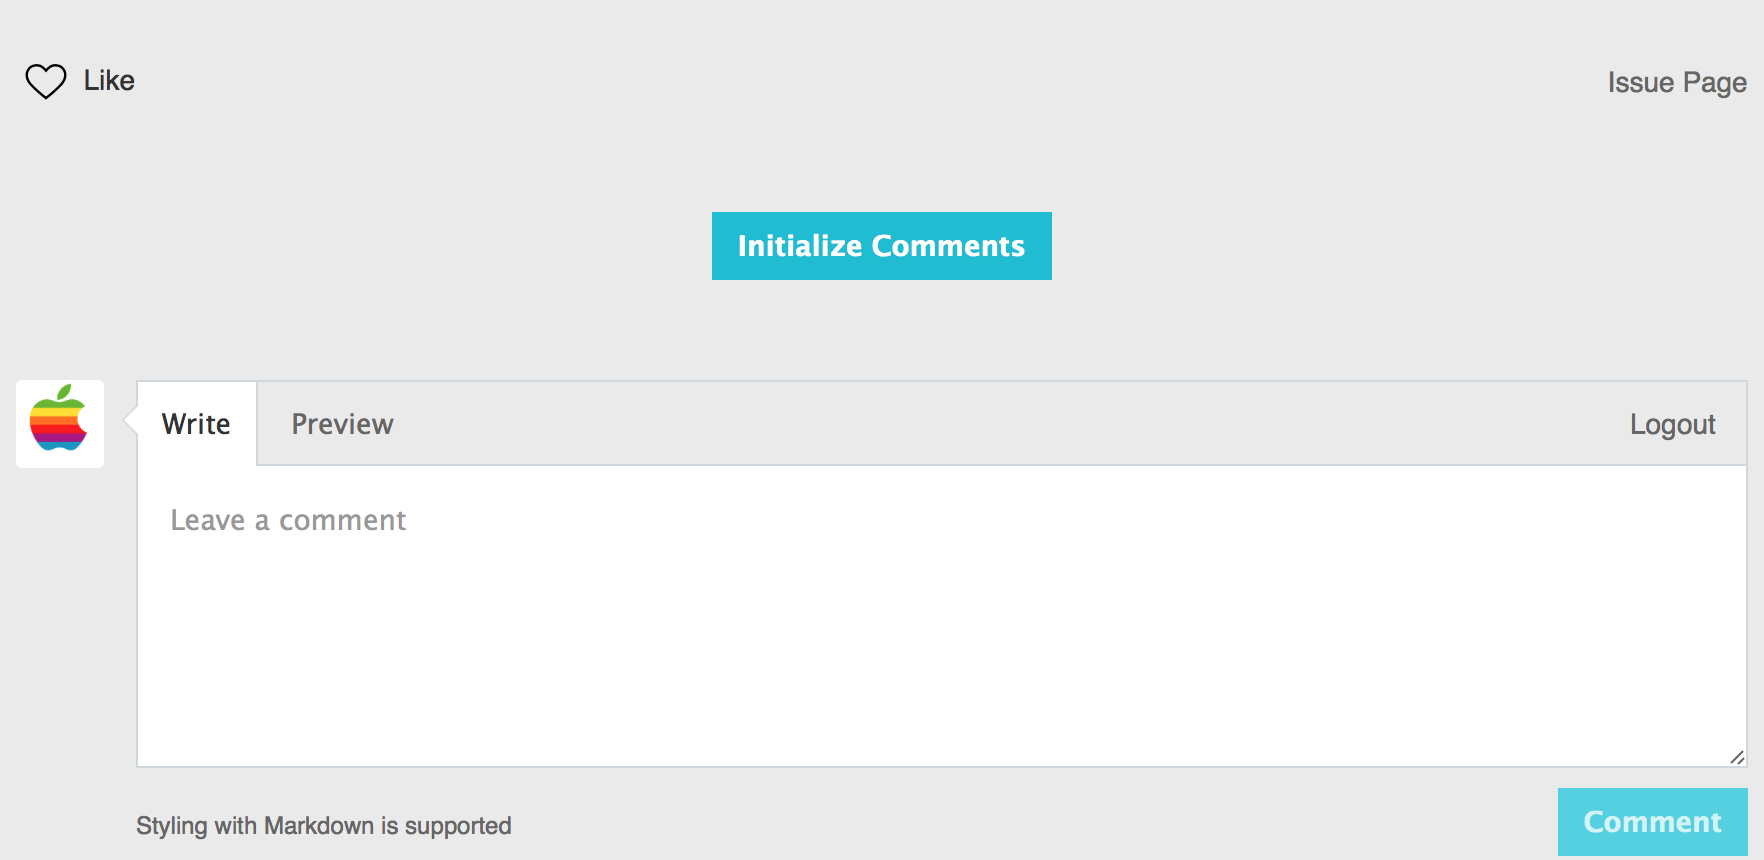 Like
Issue Page
Initialize Comments
Write
Preview
Logout
Leave a comment
Styling with Markdown is supported
Comment